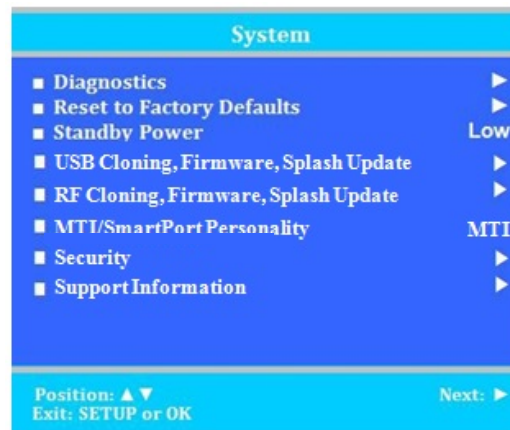 System
■ Diagnostics ▶
■ Reset to Factory Defaults ▶
■ Standby Power Low
■ USB Cloning, Firmware, Splash Update ▶
■ RF Cloning, Firmware, Splash Update ▶
■ MTI/SmartPort Personality MTI
■ Security ▶
■ Support Information ▶
Position: ▲ ▼ Next: ▶
Exit: SETUP or OK